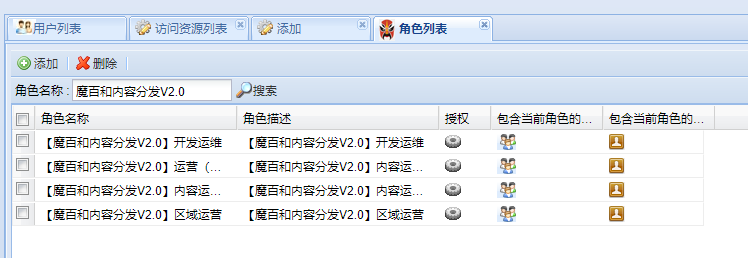 用户列表 访问资源列表 添加 角色列表
添加 删除
角色名称 : 魔百和内容分发V2.0 搜索
角色名称 角色描述 授权 包含当前角色的... 包含当前角色的...
【魔百和内容分发V2.0】开发运维 【魔百和内容分发V2.0】开发运维
【魔百和内容分发V2.0】运营（... 【魔百和内容分发V2.0】内容运...
【魔百和内容分发V2.0】内容运... 【魔百和内容分发V2.0】内容运...
【魔百和内容分发V2.0】区域运营 【魔百和内容分发V2.0】区域运营